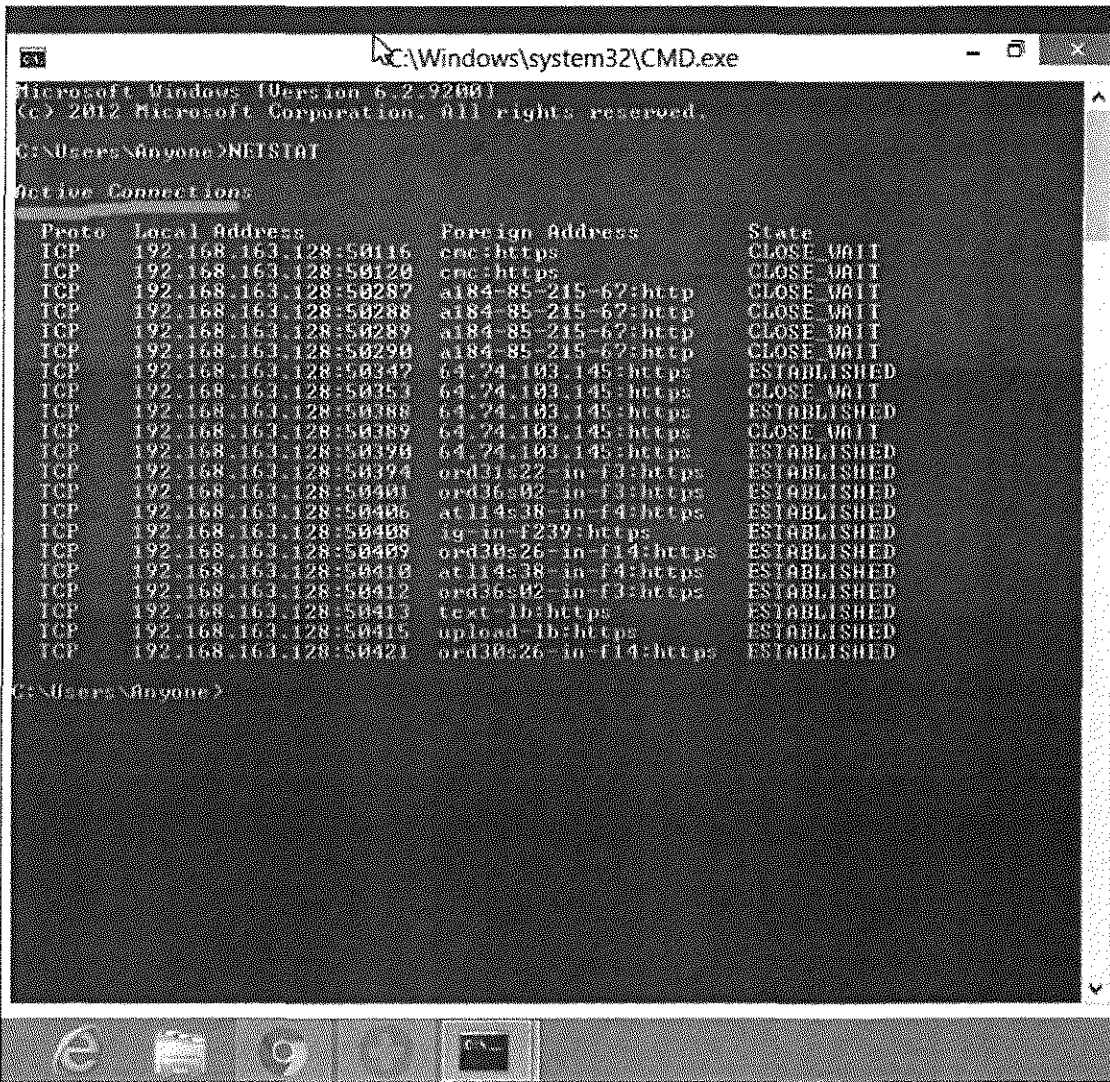 C:\Windows\system32\CMD.exe
Microsoft Windows [Version 6.2.9200]
(c) 2012 Microsoft Corporation. All rights reserved.
C:\Users\Anyone>NETSTAT
Active Connections
Proto Local Address Foreign Address State
TCP 192.168.163.128:50116 cmc:https CLOSE_WAIT
TCP 192.168.163.128:50120 cmc:https CLOSE_WAIT
TCP 192.168.163.128:50287 a184-85-215-67:http CLOSE_WAIT
TCP 192.168.163.128:50288 a184-85-215-67:http CLOSE_WAIT
TCP 192.168.163.128:50289 a184-85-215-67:http CLOSE_WAIT
TCP 192.168.163.128:50290 a184-85-215-67:http CLOSE_WAIT
TCP 192.168.163.128:50347 64.74.103.145:https ESTABLISHED
TCP 192.168.163.128:50353 64.74.103.145:https CLOSE_WAIT
TCP 192.168.163.128:50388 64.74.103.145:https ESTABLISHED
TCP 192.168.163.128:50389 64.74.103.145:https CLOSE_WAIT
TCP 192.168.163.128:50390 64.74.103.145:https ESTABLISHED
TCP 192.168.163.128:50394 ord31s22-in-f3:https ESTABLISHED
TCP 192.168.163.128:50401 ord36s02-in-f3:https ESTABLISHED
TCP 192.168.163.128:50406 atl14s38-in-f4:https ESTABLISHED
TCP 192.168.163.128:50408 ig-in-f239:https ESTABLISHED
TCP 192.168.163.128:50409 ord30s26-in-f14:https ESTABLISHED
TCP 192.168.163.128:50410 atl14s38-in-f4:https ESTABLISHED
TCP 192.168.163.128:50412 ord36s02-in-f3:https ESTABLISHED
TCP 192.168.163.128:50413 text-lb:https ESTABLISHED
TCP 192.168.163.128:50415 upload-lb:https ESTABLISHED
TCP 192.168.163.128:50421 ord30s26-in-f14:https ESTABLISHED
C:\Users\Anyone>